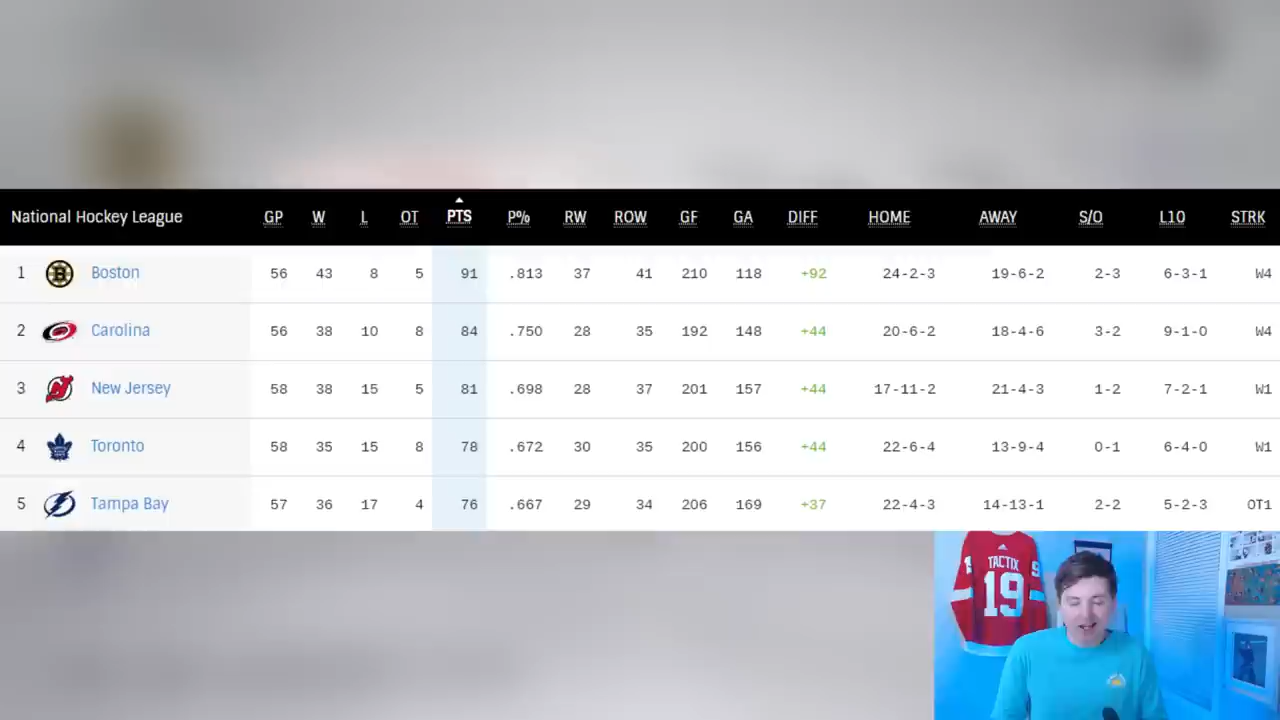 National Hockey League GP W L OT PTS P% RW ROW GF GA DIFF HOME AWAY S/O L10 STRK
1 Boston 56 43 8 5 91 .813 37 41 210 118 +92 24-2-3 19-6-2 2-3 6-3-1 W4
2 Carolina 56 38 10 8 84 .750 28 35 192 148 +44 20-6-2 18-4-6 3-2 9-1-0 W4
3 New Jersey 58 38 15 5 81 .698 28 37 201 157 +44 17-11-2 21-4-3 1-2 7-2-1 W1
4 Toronto 58 35 15 8 78 .672 30 35 200 156 +44 22-6-4 13-9-4 0-1 6-4-0 W1
5 Tampa Bay 57 36 17 4 76 .667 29 34 206 169 +37 22-4-3 14-13-1 2-2 5-2-3 OT1
TACTIX
19